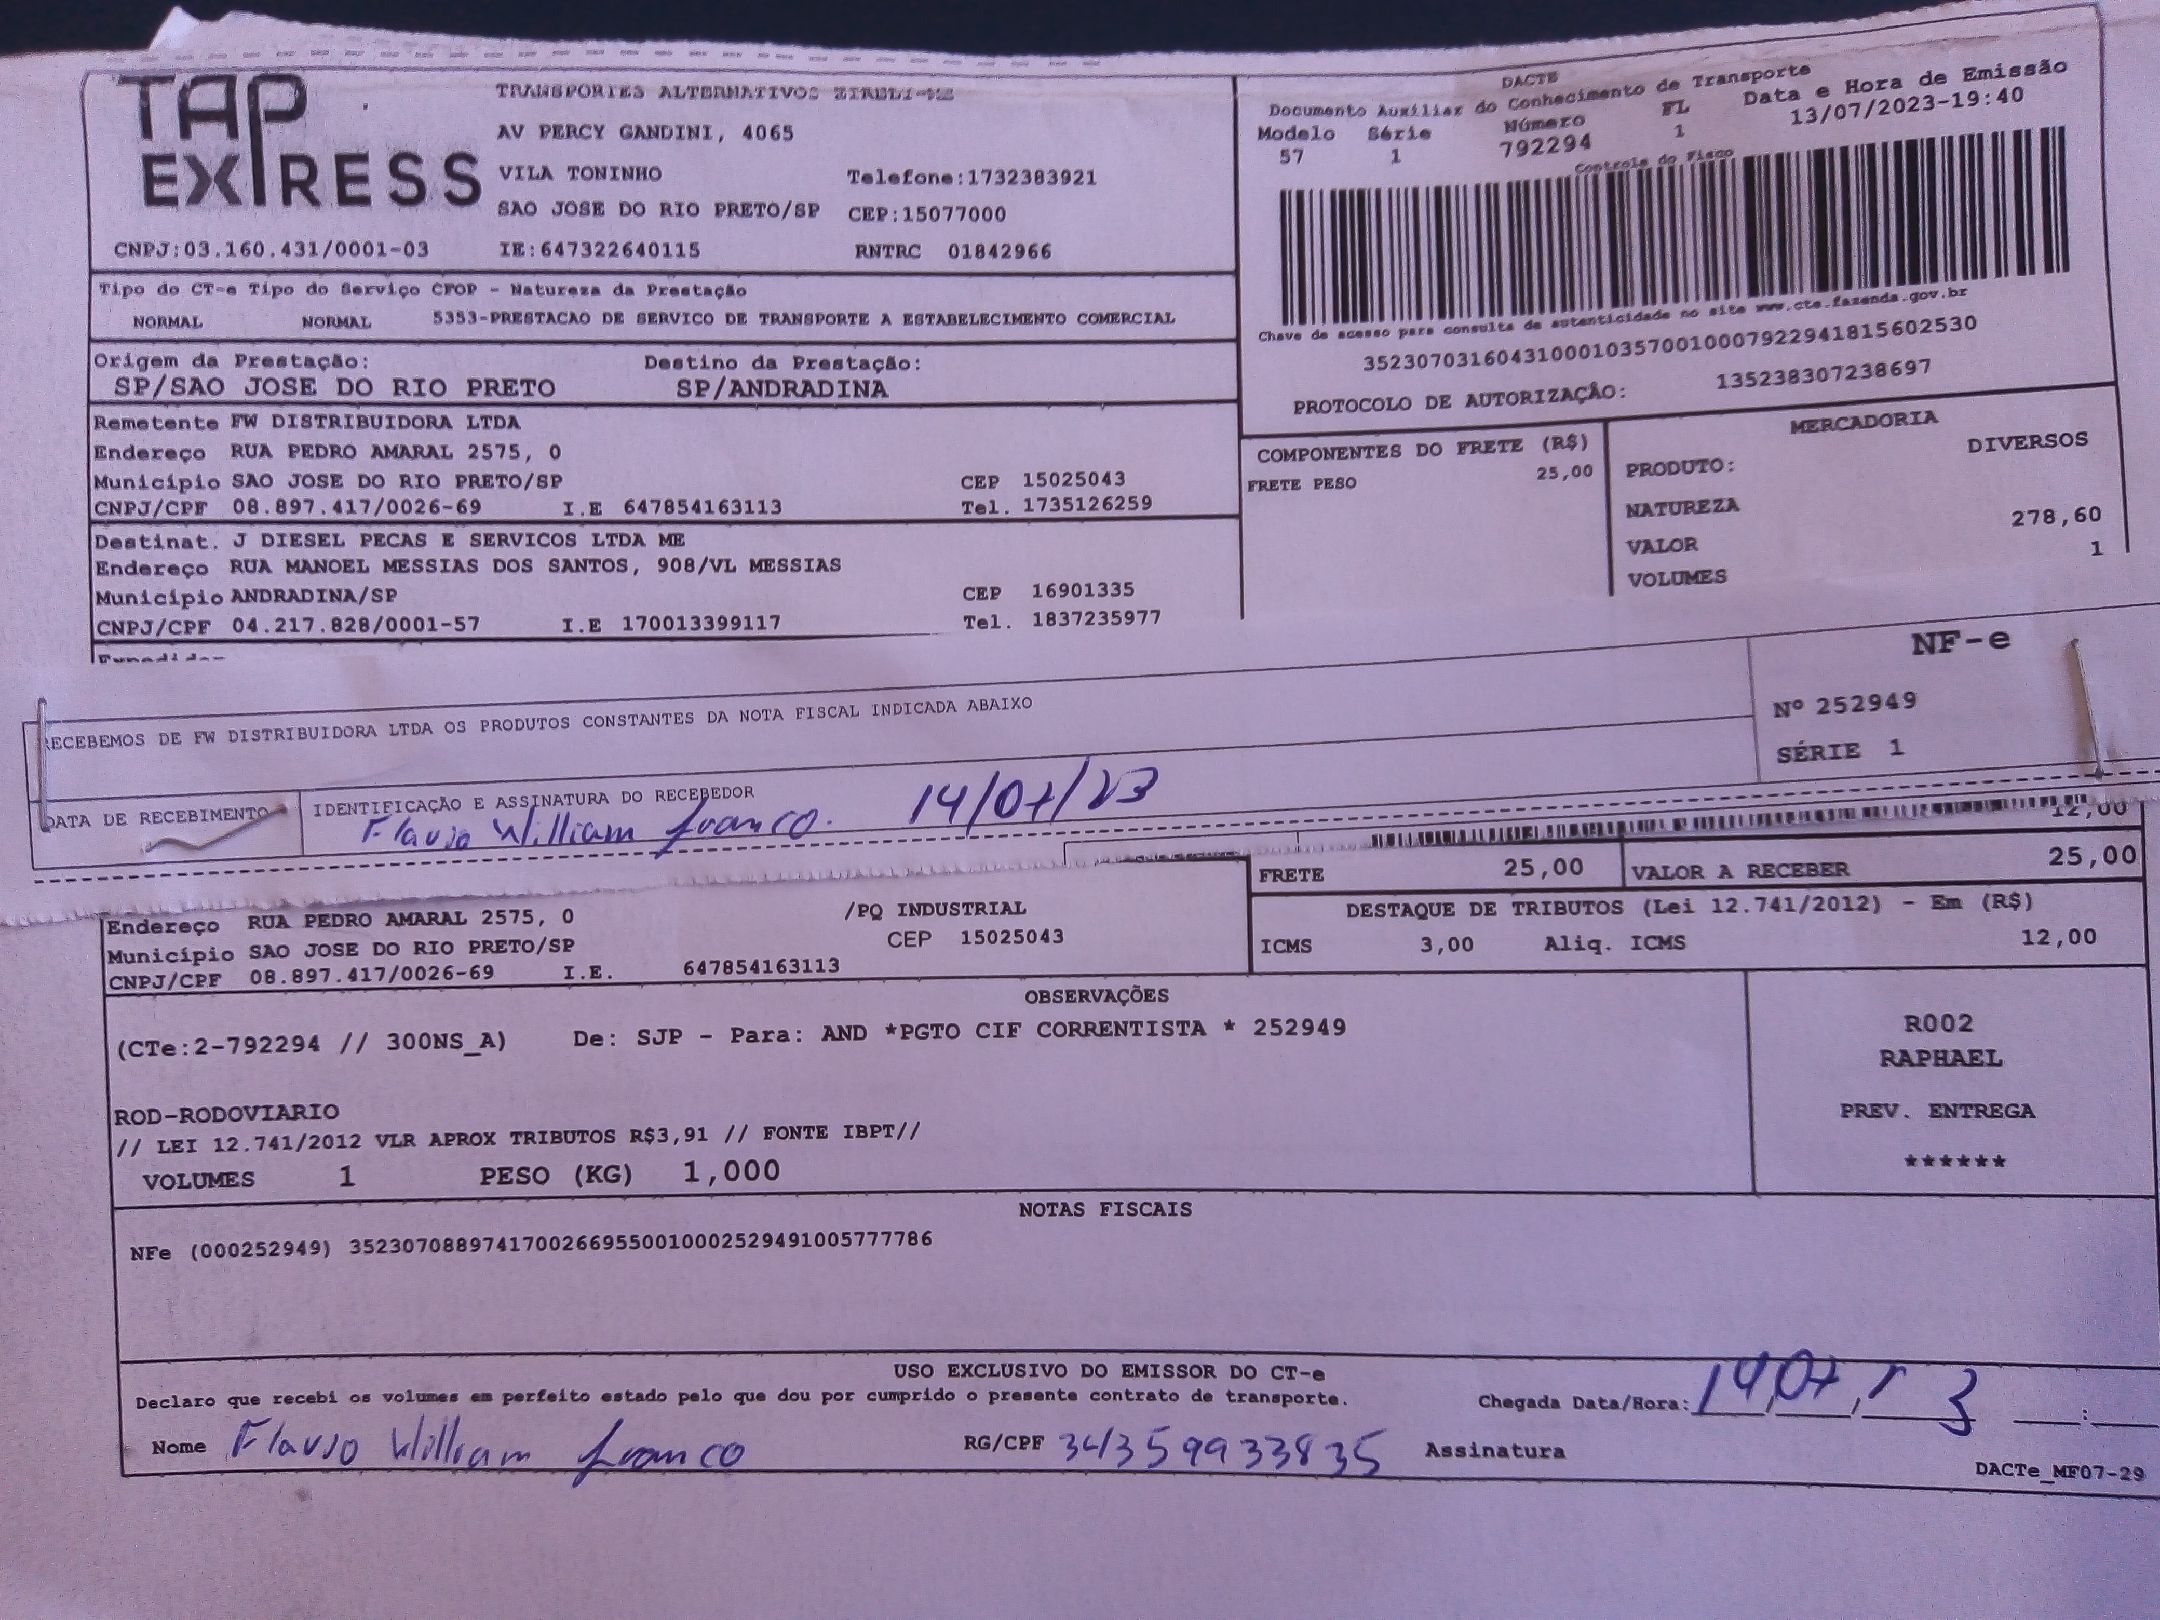 TAP EXPRESS
TRANSPORTES ALTERNATIVOS EIRELI-ME
AV PERCY GANDINI, 4065
VILA TONINHO Telefone:1732383921
SAO JOSE DO RIO PRETO/SP CEP:15077000
CNPJ:03.160.431/0001-03 IE:647322640115 RNTRC 01842966
DACTE
Documento Auxiliar do Conhecimento de Transporte
Modelo Série Número FL Data e Hora de Emissão
57 1 792294 1 13/07/2023-19:40
Controle do Fisco
Chave de acesso para consulta de autenticidade no site www.cte.fazenda.gov.br
35230703160431000103570010007922941815602530
PROTOCOLO DE AUTORIZAÇÃO: 135238307238697
Tipo do CT-e Tipo do Serviço CFOP - Natureza da Prestação
NORMAL NORMAL 5353-PRESTACAO DE SERVICO DE TRANSPORTE A ESTABELECIMENTO COMERCIAL
Origem da Prestação: Destino da Prestação:
SP/SAO JOSE DO RIO PRETO SP/ANDRADINA
Remetente FW DISTRIBUIDORA LTDA
Endereço RUA PEDRO AMARAL 2575, 0
Município SAO JOSE DO RIO PRETO/SP CEP 15025043
CNPJ/CPF 08.897.417/0026-69 I.E 647854163113 Tel. 1735126259
Destinat. J DIESEL PECAS E SERVICOS LTDA ME
Endereço RUA MANOEL MESSIAS DOS SANTOS, 908/VL MESSIAS
Município ANDRADINA/SP CEP 16901335
CNPJ/CPF 04.217.828/0001-57 I.E 170013399117 Tel. 1837235977
COMPONENTES DO FRETE (R$)
FRETE PESO 25,00
MERCADORIA
PRODUTO: DIVERSOS
NATUREZA
VALOR 278,60
VOLUMES 1
RECEBEMOS DE FW DISTRIBUIDORA LTDA OS PRODUTOS CONSTANTES DA NOTA FISCAL INDICADA ABAIXO
NF-e
Nº 252949
SÉRIE 1
DATA DE RECEBIMENTO IDENTIFICAÇÃO E ASSINATURA DO RECEBEDOR
Flavio William Franco. 14/07/23
12,00
FRETE 25,00 VALOR A RECEBER 25,00
Endereço RUA PEDRO AMARAL 2575, 0 /PQ INDUSTRIAL
Município SAO JOSE DO RIO PRETO/SP CEP 15025043
CNPJ/CPF 08.897.417/0026-69 I.E. 647854163113
DESTAQUE DE TRIBUTOS (Lei 12.741/2012) - Em (R$)
ICMS 3,00 Aliq. ICMS 12,00
OBSERVAÇÕES
(CTe:2-792294 // 300NS_A) De: SJP - Para: AND *PGTO CIF CORRENTISTA * 252949
ROD-RODOVIARIO
// LEI 12.741/2012 VLR APROX TRIBUTOS R$3,91 // FONTE IBPT//
VOLUMES 1 PESO (KG) 1,000
R002
RAPHAEL
PREV. ENTREGA
******
NOTAS FISCAIS
NFe (000252949) 35230708897417002669550010002529491005777786
USO EXCLUSIVO DO EMISSOR DO CT-e
Declaro que recebi os volumes em perfeito estado pelo que dou por cumprido o presente contrato de transporte.
Chegada Data/Hora: 14,07, :
Nome Flavio William Franco RG/CPF 34359933835 Assinatura
DACTe_MF07-29